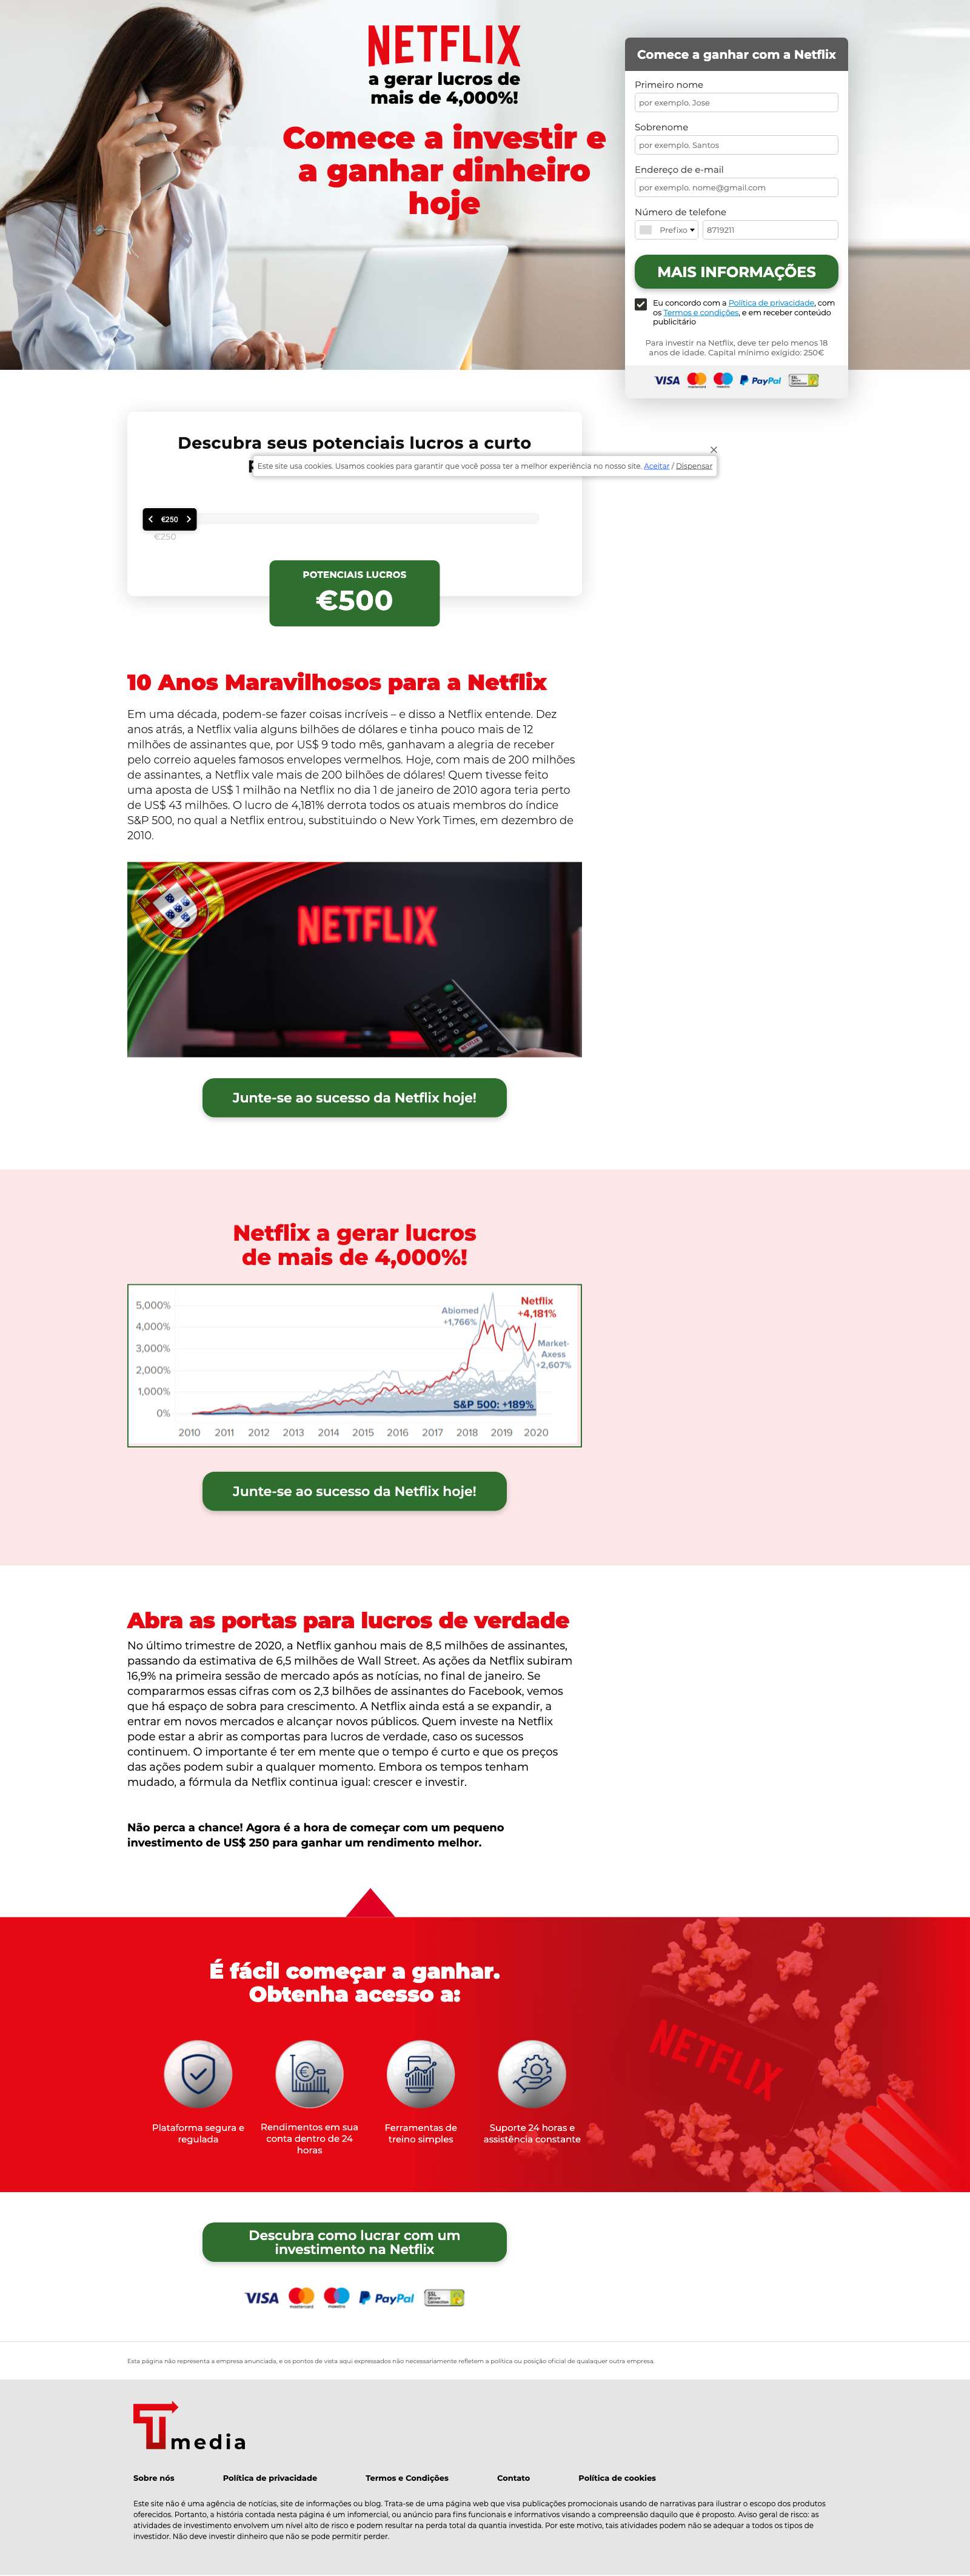 NETFLIX
a gerar lucros de
mais de 4,000%!
Comece a investir e
a ganhar dinheiro
hoje
Comece a ganhar com a Netflix
Primeiro nome
por exemplo. Jose
Sobrenome
por exemplo. Santos
Endereço de e-mail
por exemplo. nome@gmail.com
Número de telefone
Prefixo 8719211
MAIS INFORMAÇÕES
Eu concordo com a Política de privacidade, com
os Termos e condições, e em receber conteúdo
publicitário
Para investir na Netflix, deve ter pelo menos 18
anos de idade. Capital mínimo exigido: 250€
VISA mastercard maestro PayPal SSL Secure Connection
Descubra seus potenciais lucros a curto
Este site usa cookies. Usamos cookies para garantir que você possa ter a melhor experiência no nosso site. Aceitar / Dispensar
€250
€250
POTENCIAIS LUCROS
€500
10 Anos Maravilhosos para a Netflix
Em uma década, podem-se fazer coisas incríveis – e disso a Netflix entende. Dez
anos atrás, a Netflix valia alguns bilhões de dólares e tinha pouco mais de 12
milhões de assinantes que, por US$ 9 todo mês, ganhavam a alegria de receber
pelo correio aqueles famosos envelopes vermelhos. Hoje, com mais de 200 milhões
de assinantes, a Netflix vale mais de 200 bilhões de dólares! Quem tivesse feito
uma aposta de US$ 1 milhão na Netflix no dia 1 de janeiro de 2010 agora teria perto
de US$ 43 milhões. O lucro de 4,181% derrota todos os atuais membros do índice
S&P 500, no qual a Netflix entrou, substituindo o New York Times, em dezembro de
2010.
NETFLIX
NETFLIX
Junte-se ao sucesso da Netflix hoje!
Netflix a gerar lucros
de mais de 4,000%!
5,000%
4,000%
3,000%
2,000%
1,000%
0%
Abiomed
+1,766%
Netflix
+4,181%
Market-
Axess
+2,607%
S&P 500: +189%
2010 2011 2012 2013 2014 2015 2016 2017 2018 2019 2020
Junte-se ao sucesso da Netflix hoje!
Abra as portas para lucros de verdade
No último trimestre de 2020, a Netflix ganhou mais de 8,5 milhões de assinantes,
passando da estimativa de 6,5 milhões de Wall Street. As ações da Netflix subiram
16,9% na primeira sessão de mercado após as notícias, no final de janeiro. Se
compararmos essas cifras com os 2,3 bilhões de assinantes do Facebook, vemos
que há espaço de sobra para crescimento. A Netflix ainda está a se expandir, a
entrar em novos mercados e alcançar novos públicos. Quem investe na Netflix
pode estar a abrir as comportas para lucros de verdade, caso os sucessos
continuem. O importante é ter em mente que o tempo é curto e que os preços
das ações podem subir a qualquer momento. Embora os tempos tenham
mudado, a fórmula da Netflix continua igual: crescer e investir.
Não perca a chance! Agora é a hora de começar com um pequeno
investimento de US$ 250 para ganhar um rendimento melhor.
É fácil começar a ganhar.
Obtenha acesso a:
NETFLIX
Plataforma segura e
regulada
Rendimentos em sua
conta dentro de 24
horas
Ferramentas de
treino simples
Suporte 24 horas e
assistência constante
Descubra como lucrar com um
investimento na Netflix
VISA mastercard maestro PayPal SSL Secure Connection
Esta página não representa a empresa anunciada, e os pontos de vista aqui expressados não necessariamente refletem a política ou posição oficial de qualaquer outra empresa.
media
Sobre nós Política de privacidade Termos e Condições Contato Política de cookies
Este site não é uma agência de notícias, site de informações ou blog. Trata-se de uma página web que visa publicações promocionais usando de narrativas para ilustrar o escopo dos produtos
oferecidos. Portanto, a história contada nesta página é um infomercial, ou anúncio para fins funcionais e informativos visando a compreensão daquilo que é proposto. Aviso geral de risco: as
atividades de investimento envolvem um nível alto de risco e podem resultar na perda total da quantia investida. Por este motivo, tais atividades podem não se adequar a todos os tipos de
investidor. Não deve investir dinheiro que não se pode permitir perder.